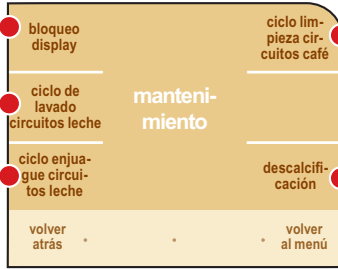 bloqueo
display
ciclo de
lavado
circuitos leche
ciclo enjua-
gue circui-
tos leche
manteni-
miento
ciclo lim-
pieza cir-
cuitos café
descalcifi-
cación
volver
atrás
volver
al menú